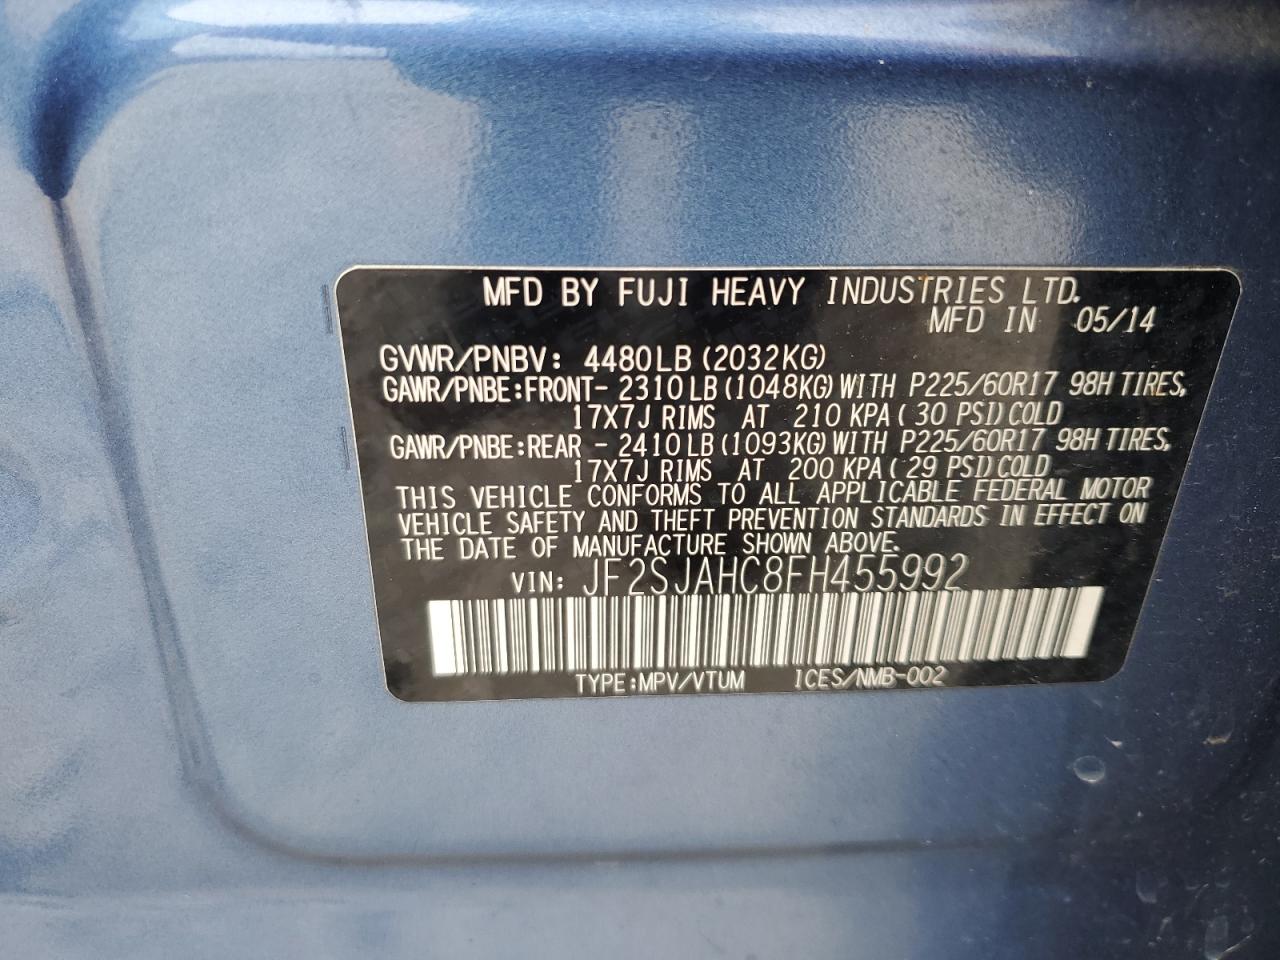 MFD BY FUJI HEAVY INDUSTRIES LTD.
MFD IN 05/14
GVWR/PNBV: 4480LB (2032KG)
GAWR/PNBE:FRONT- 2310LB (1048KG) WITH P225/60R17 98H TIRES,
17X7J RIMS AT 210 KPA (30 PSI) COLD
GAWR/PNBE:REAR - 2410LB (1093KG) WITH P225/60R17 98H TIRES,
17X7J RIMS AT 200 KPA (29 PSI) COLD
THIS VEHICLE CONFORMS TO ALL APPLICABLE FEDERAL MOTOR
VEHICLE SAFETY AND THEFT PREVENTION STANDARDS IN EFFECT ON
THE DATE OF MANUFACTURE SHOWN ABOVE.
VIN: JF2SJAHC8FH455992
TYPE:MPV/VTUM ICES/NMB-002